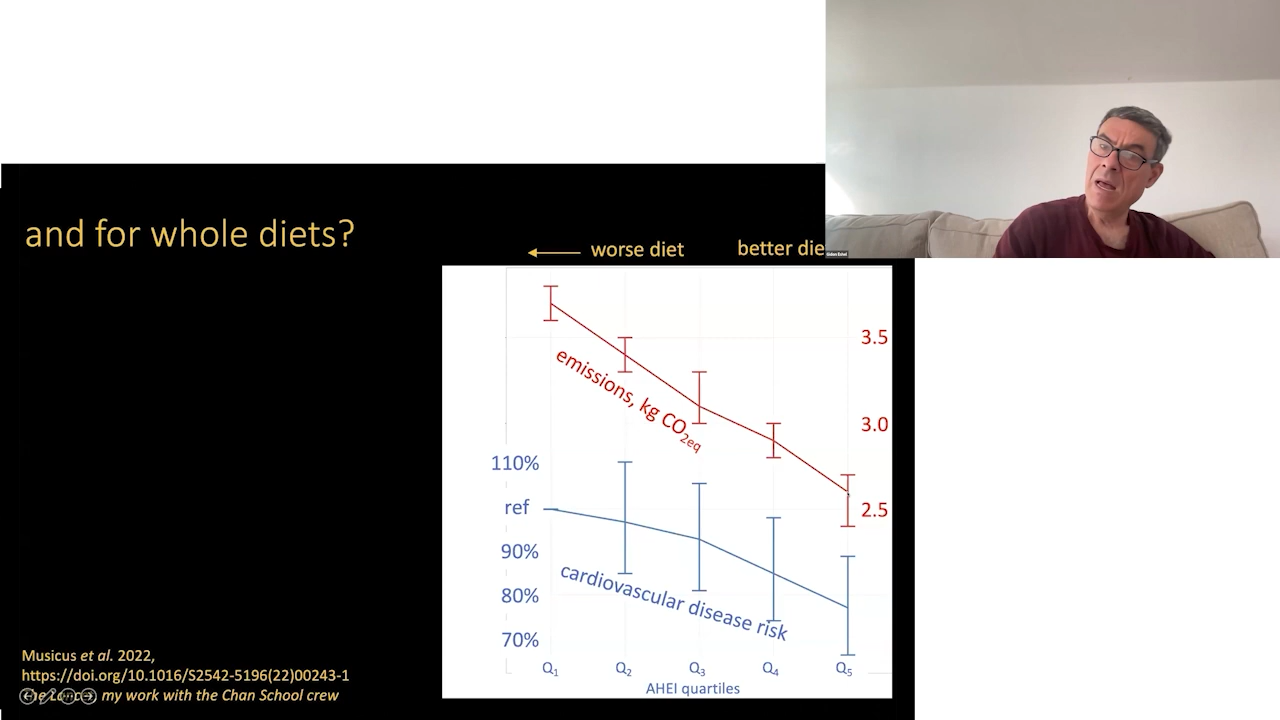 and for whole diets?
worse diet
better die
3.5
emissions, kg CO2eq
3.0
110%
ref
2.5
90%
cardiovascular disease risk
80%
70%
Q1
Q2
Q3
Q4
Q5
AHEI quartiles
Musicus et al. 2022,
https://doi.org/10.1016/S2542-5196(22)00243-1
my work with the Chan School crew